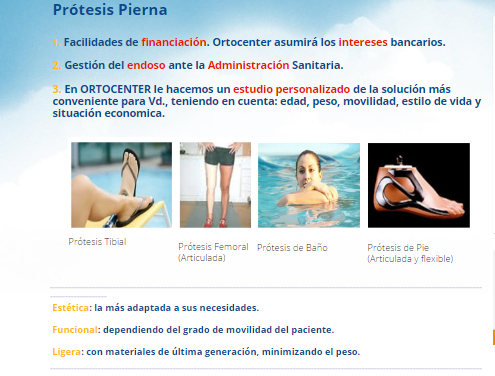 Prótesis Pierna
1. Facilidades de financiación. Ortocenter asumirá los intereses bancarios.
2. Gestión del endoso ante la Administración Sanitaria.
3. En ORTOCENTER le hacemos un estudio personalizado de la solución más
conveniente para Vd., teniendo en cuenta: edad, peso, movilidad, estilo de vida y
situación economica.
Prótesis Tibial
Prótesis Femoral
(Articulada)
Prótesis de Baño
Prótesis de Pie
(Articulada y flexible)
Estética: la más adaptada a sus necesidades.
Funcional: dependiendo del grado de movilidad del paciente.
Ligera: con materiales de última generación, minimizando el peso.